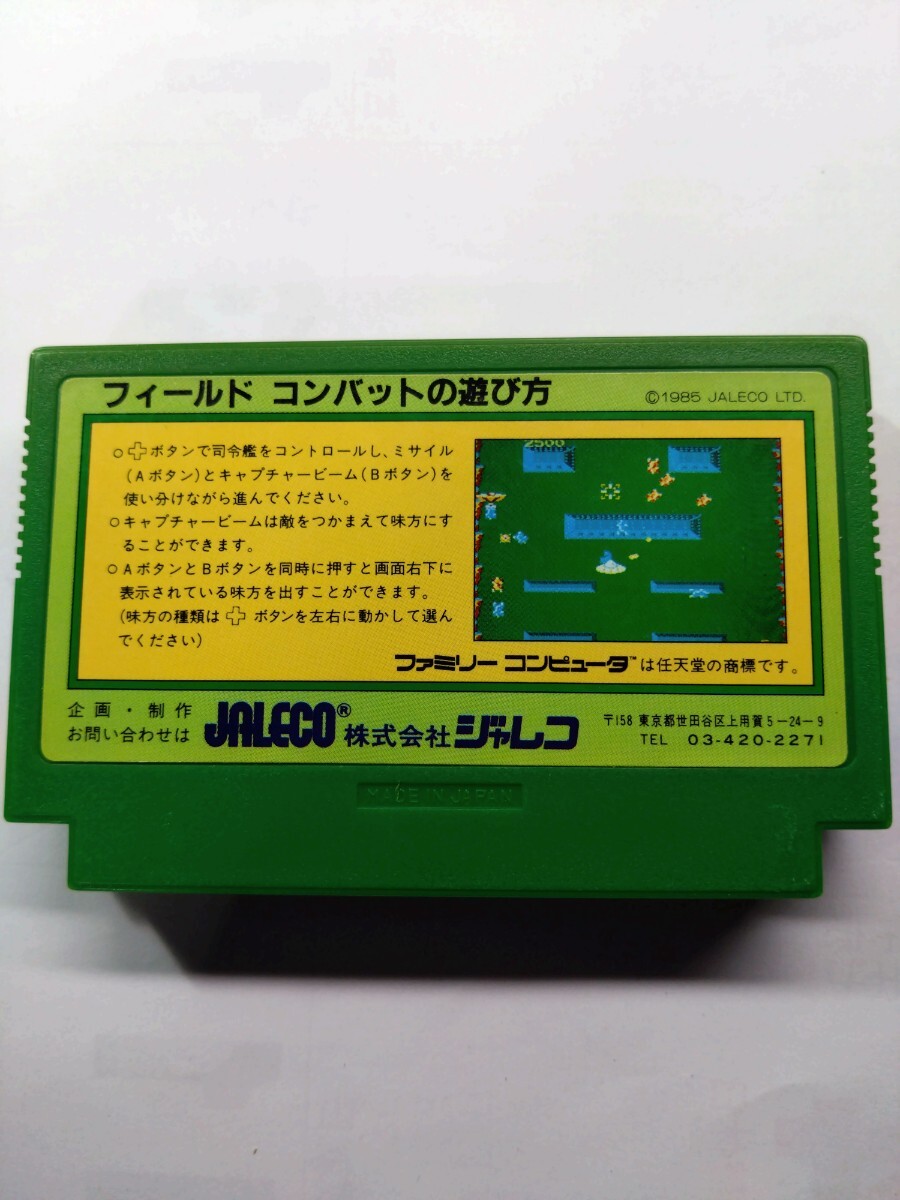 フィールド コンバットの遊び方
©1985 JALECO LTD.
○✚ボタンで司令艦をコントロールし、ミサイル
(Aボタン)とキャプチャービーム(Bボタン)を
使い分けながら進んでください。
○キャプチャービームは敵をつかまえて味方にす
ることができます。
○AボタンとBボタンを同時に押すと画面右下に
表示されている味方を出すことができます。
(味方の種類は✚ボタンを左右に動かして選ん
でください)
2500
ファミリー コンピュータ™は任天堂の商標です。
企画・制作
お問い合わせは
JALECO® 株式会社ジャレコ
〒158 東京都世田谷区上用賀5-24-9
TEL 03-420-2271
MADE IN JAPAN